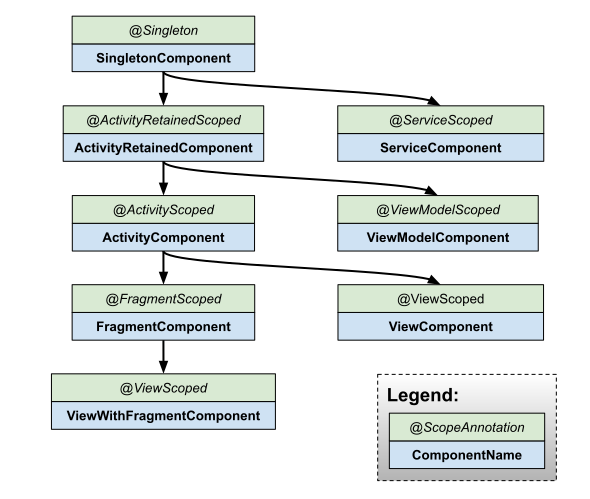 @Singleton
SingletonComponent
@ActivityRetainedScoped
ActivityRetainedComponent
@ServiceScoped
ServiceComponent
@ActivityScoped
ActivityComponent
@ViewModelScoped
ViewModelComponent
@FragmentScoped
FragmentComponent
@ViewScoped
ViewComponent
@ViewScoped
ViewWithFragmentComponent
Legend:
@ScopeAnnotation
ComponentName